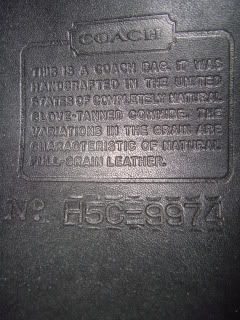 COACH
THIS IS A COACH BAG. IT WAS
HANDCRAFTED IN THE UNITED
STATES OF COMPLETELY NATURAL
GLOVE-TANNED COWHIDE. THE
VARIATIONS IN THE GRAIN ARE
CHARACTERISTIC OF NATURAL
FULL-GRAIN LEATHER.
No. H5C-9974